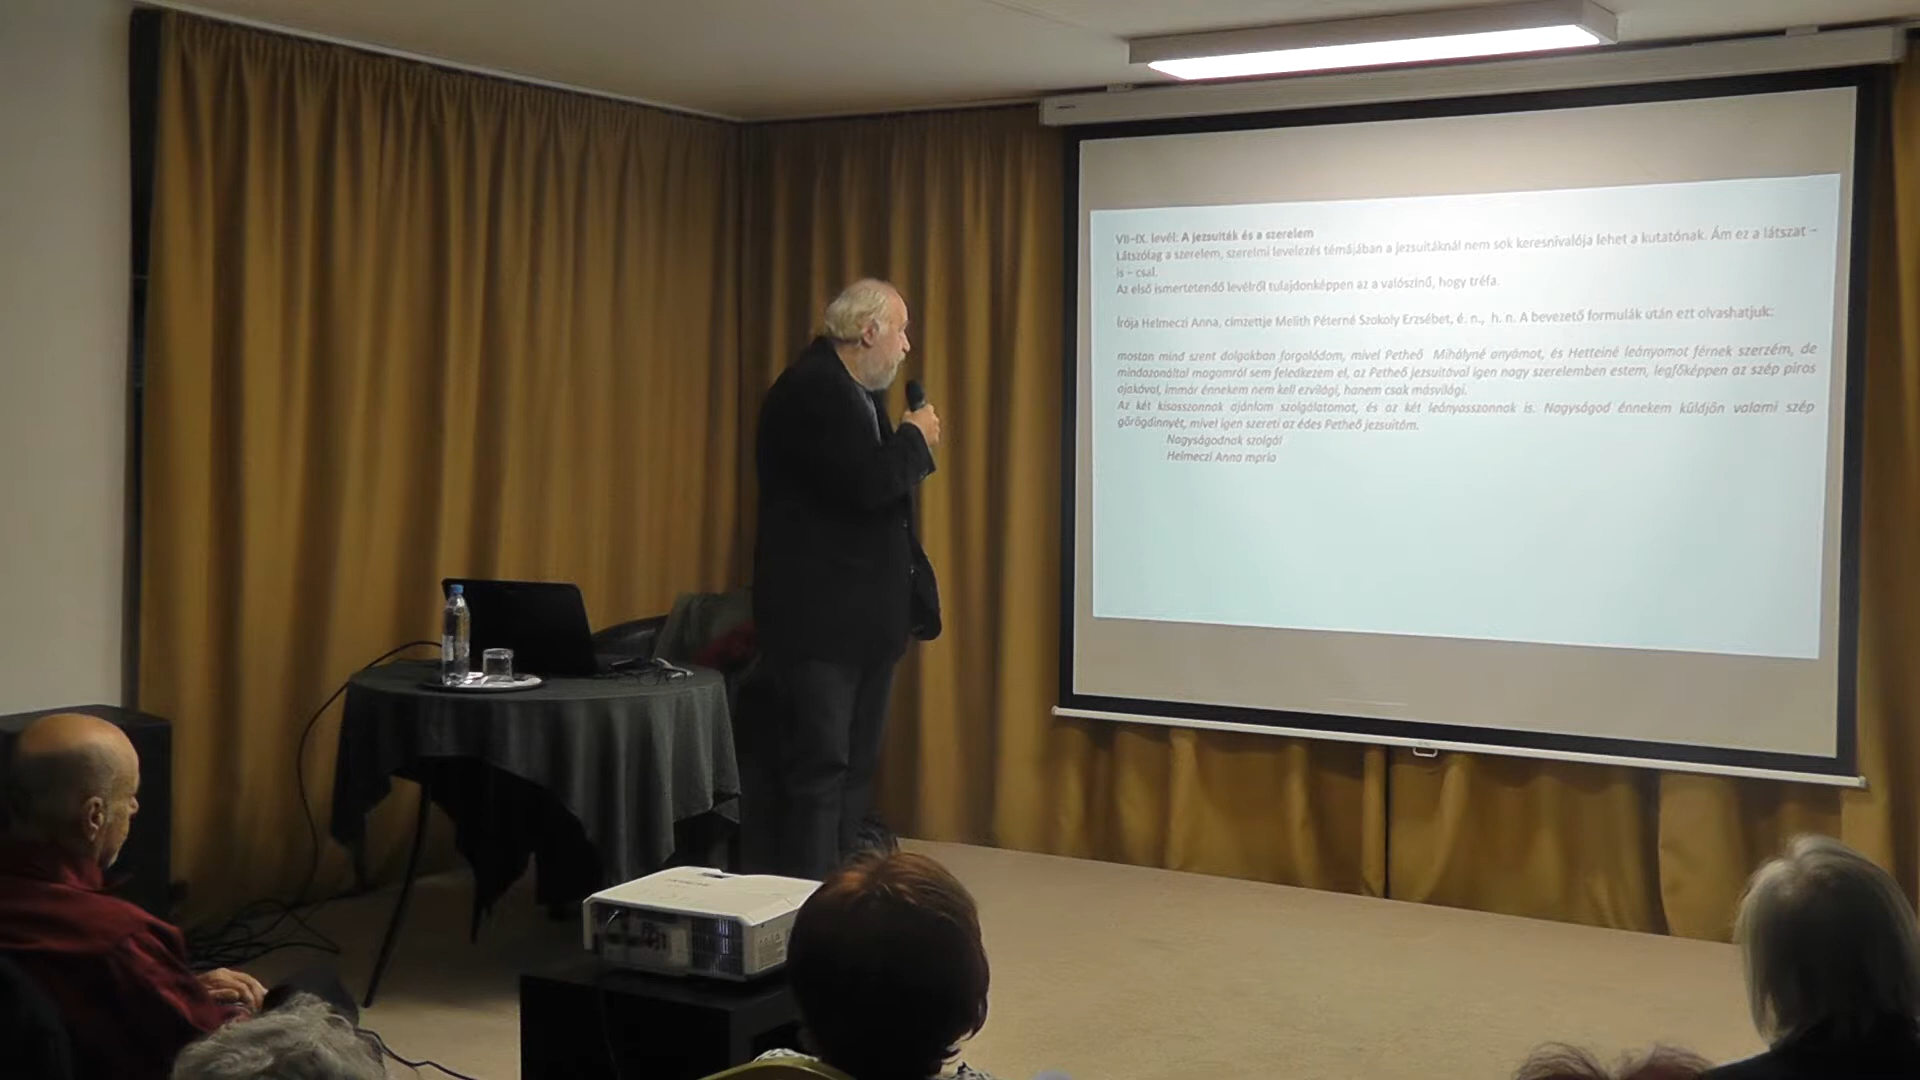 VII–IX. levél: A jezsuiták és a szerelem
Látszólag a szerelem, szerelmi levelezés témájában a jezsuitáknál nem sok keresnivalója lehet a kutatónak. Ám ez a látszat –
is – csal.
Az első ismertetendő levélről tulajdonképpen az a valószínű, hogy tréfa.
Írója Helmeczi Anna, címzettje Melith Péterné Szokoly Erzsébet, é. n., h. n. A bevezető formulák után ezt olvashatjuk:
mostan mind szent dolgokban forgolódom, mivel Petheő Mihályné anyámot, és Hetteiné leányomot férnek szerzém, de
mindazonáltal magamról sem feledkezem el, az Petheő jezsuitával igen nagy szerelemben estem, legfőképpen az szép piros
ajakával, immár énnekem nem kell ezvilági, hanem csak másvilági.
Az két kisasszonnak ajánlom szolgálatomat, és az két leányasszonnak is. Nagyságod énnekem küldjön valami szép
görögdinnyét, mivel igen szereti az édes Petheő jezsuitám.
Nagyságodnak szolgál
Helmeczi Anna mpria